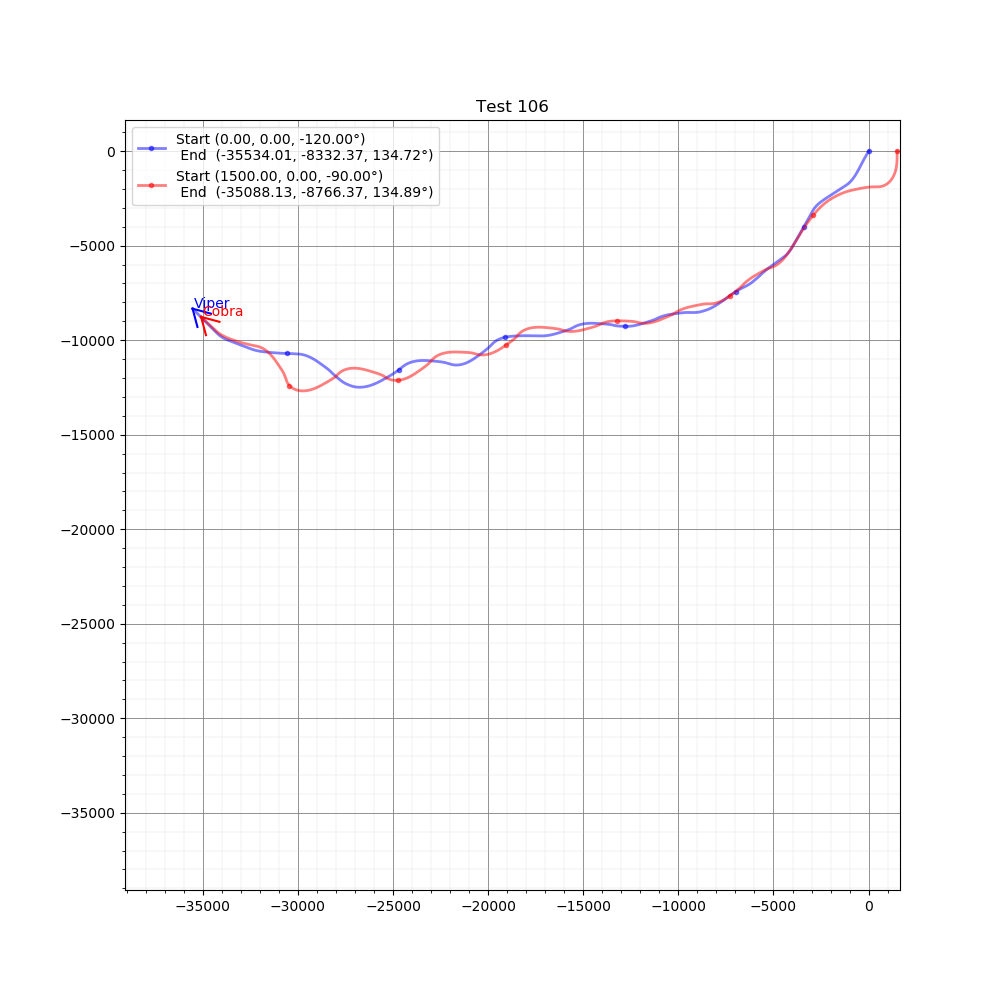 Test 106
Start (0.00, 0.00, -120.00°)
End (-35534.01, -8332.37, 134.72°)
Start (1500.00, 0.00, -90.00°)
End (-35088.13, -8766.37, 134.89°)
0
−5000
−10000
−15000
−20000
−25000
−30000
−35000
Viper
Cobra
−35000 −30000 −25000 −20000 −15000 −10000 −5000 0